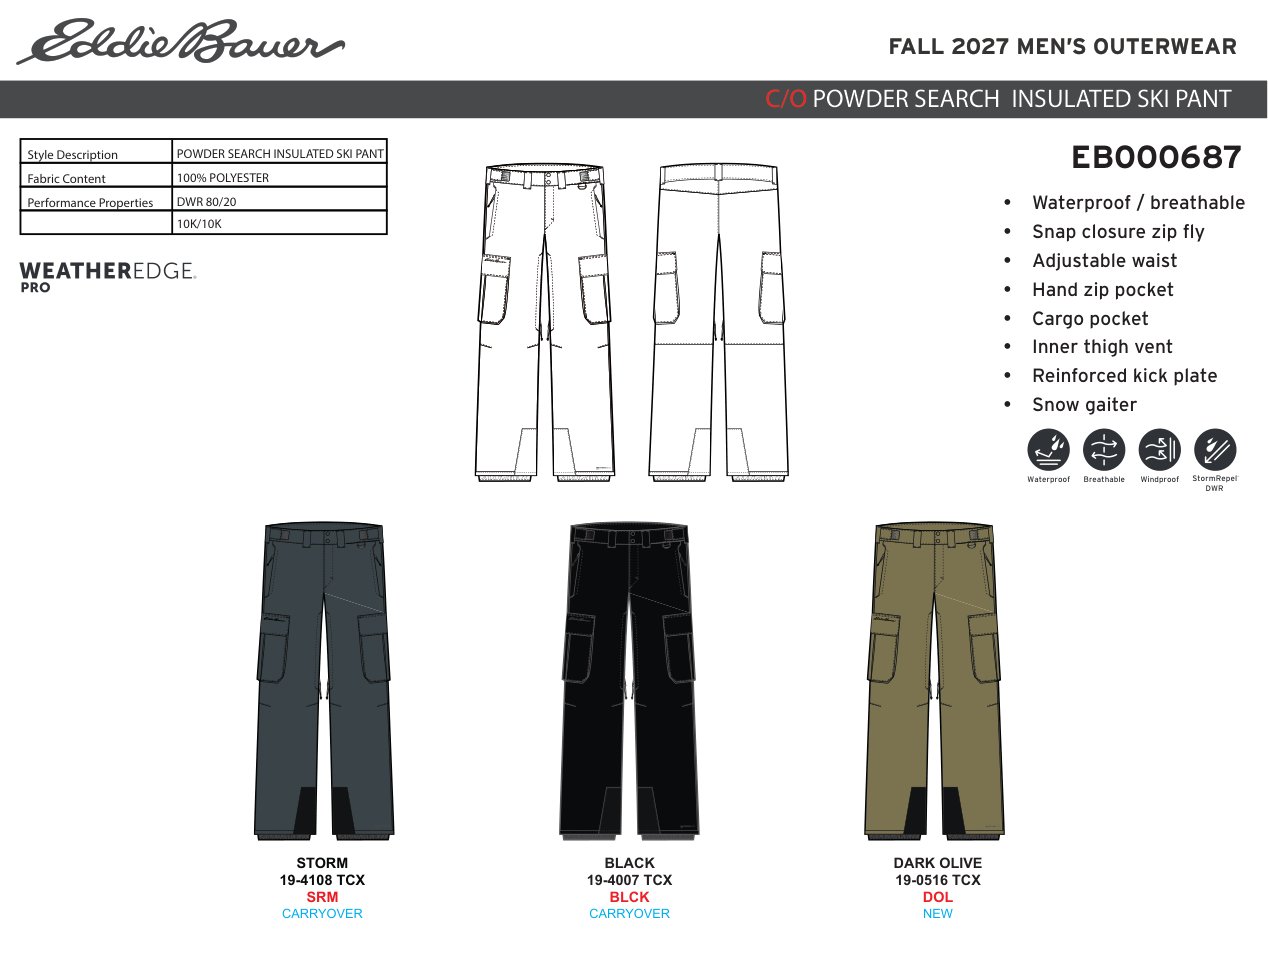 Eddie Bauer
FALL 2027 MEN'S OUTERWEAR
C/O POWDER SEARCH INSULATED SKI PANT
Style Description POWDER SEARCH INSULATED SKI PANT
Fabric Content 100% POLYESTER
Performance Properties DWR 80/20
10K/10K
WEATHEREDGE
PRO
EB000687
• Waterproof / breathable
• Snap closure zip fly
• Adjustable waist
• Hand zip pocket
• Cargo pocket
• Inner thigh vent
• Reinforced kick plate
• Snow gaiter
Waterproof Breathable Windproof StormRepel
DWR
STORM
19-4108 TCX
SRM
CARRYOVER
BLACK
19-4007 TCX
BLCK
CARRYOVER
DARK OLIVE
19-0516 TCX
DOL
NEW